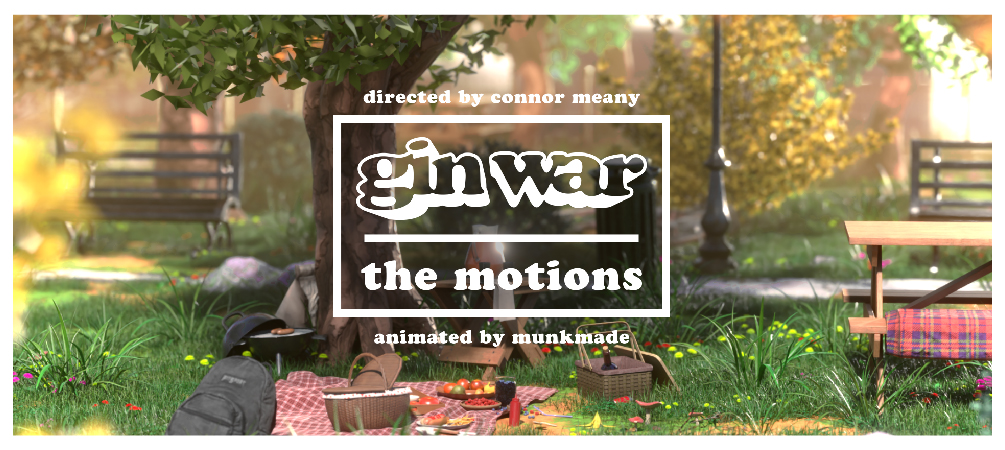 directed by connor meany
gin war
the motions
animated by munkmade